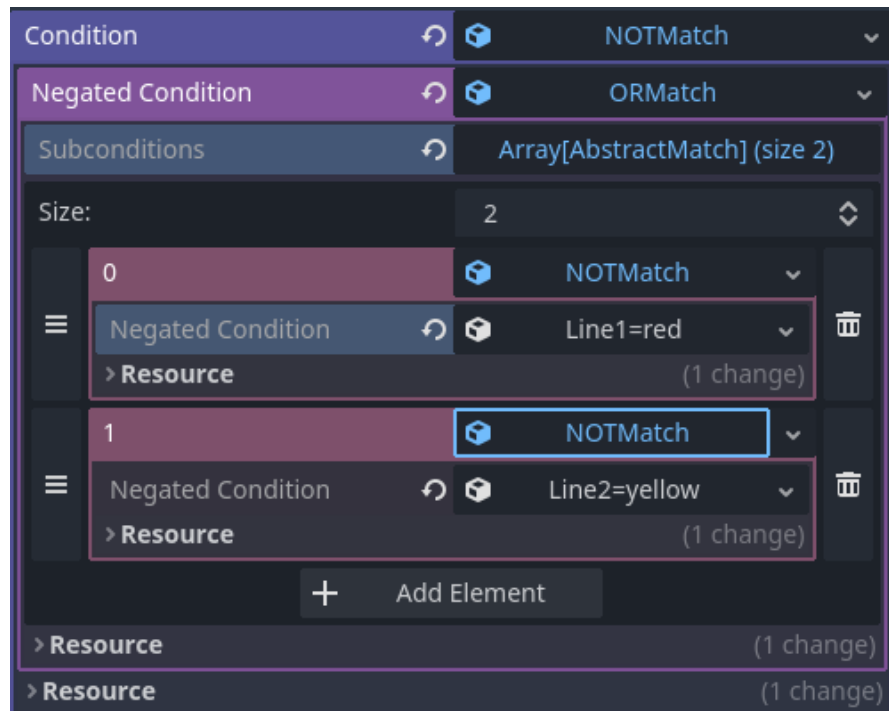 Condition NOTMatch
Negated Condition ORMatch
Subconditions Array[AbstractMatch] (size 2)
Size: 2
0 NOTMatch
Negated Condition Line1=red
Resource (1 change)
1 NOTMatch
Negated Condition Line2=yellow
Resource (1 change)
Add Element
Resource (1 change)
Resource (1 change)